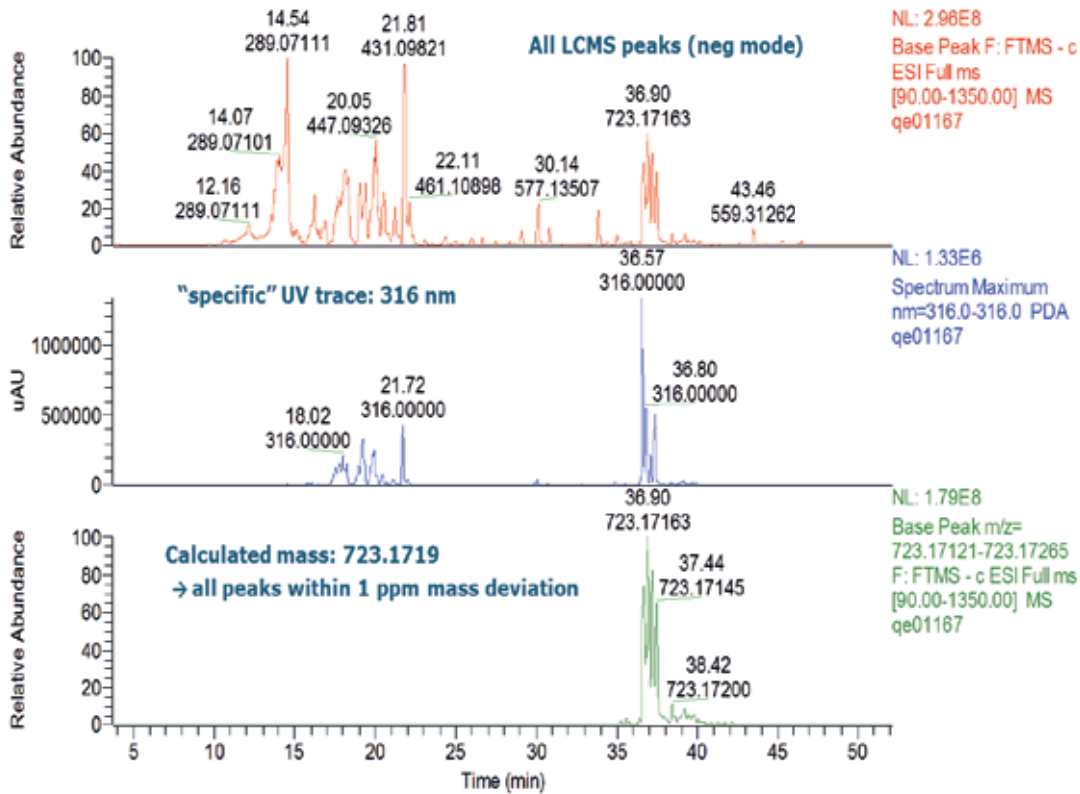 All LCMS peaks (neg mode)
14.54
289.07111
21.81
431.09821
14.07
289.07101
20.05
447.09326
36.90
723.17163
12.16
289.07111
22.11
461.10898
30.14
577.13507
43.46
559.31262
Relative Abundance
100
80
60
40
20
0
NL: 2.96E8
Base Peak F: FTMS - c
ESI Full ms
[90.00-1350.00] MS
qe01167
"specific" UV trace: 316 nm
36.57
316.00000
36.80
316.00000
21.72
316.00000
18.02
316.00000
uAU
1000000
500000
0
NL: 1.33E6
Spectrum Maximum
nm=316.0-316.0 PDA
qe01167
Calculated mass: 723.1719
→ all peaks within 1 ppm mass deviation
36.90
723.17163
37.44
723.17145
38.42
723.17200
Relative Abundance
100
80
60
40
20
0
NL: 1.79E8
Base Peak m/z=
723.17121-723.17265
F: FTMS - c ESI Full ms
[90.00-1350.00] MS
qe01167
5 10 15 20 25 30 35 40 45 50
Time (min)